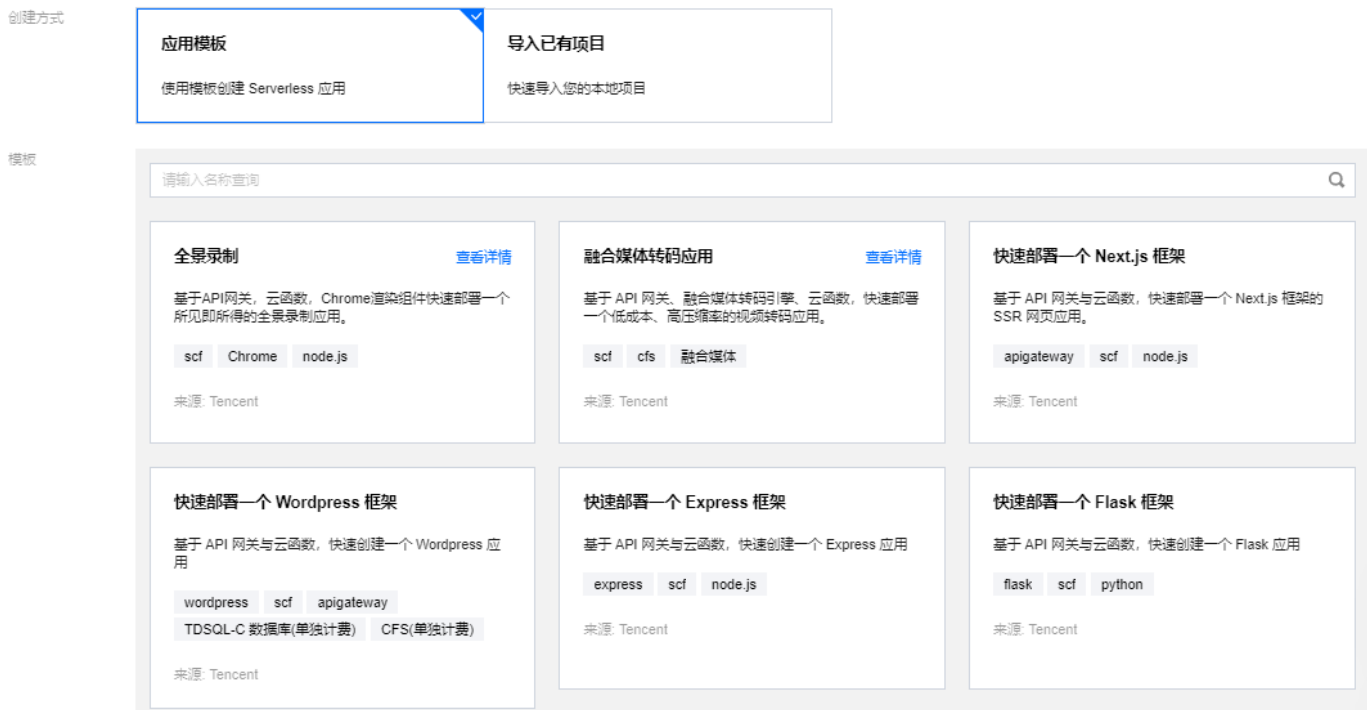 创建方式
应用模板
导入已有项目
使用模板创建 Serverless 应用
快速导入您的本地项目
模板
请输入名称查询
全景录制
查看详情
基于API网关，云函数，Chrome渲染组件快速部署一个
所见即所得的全景录制应用。
scf Chrome node.js
来源: Tencent
融合媒体转码应用
查看详情
基于 API 网关、融合媒体转码引擎、云函数，快速部署
一个低成本、高压缩率的视频转码应用。
scf cfs 融合媒体
来源: Tencent
快速部署一个 Next.js 框架
基于 API 网关与云函数，快速部署一个 Next.js 框架的
SSR 网页应用。
apigateway scf node.js
来源: Tencent
快速部署一个 Wordpress 框架
基于 API 网关与云函数，快速创建一个 Wordpress 应
用
wordpress scf apigateway
TDSQL-C 数据库(单独计费) CFS(单独计费)
来源: Tencent
快速部署一个 Express 框架
基于 API 网关与云函数，快速创建一个 Express 应用
express scf node.js
来源: Tencent
快速部署一个 Flask 框架
基于 API 网关与云函数，快速创建一个 Flask 应用
flask scf python
来源: Tencent